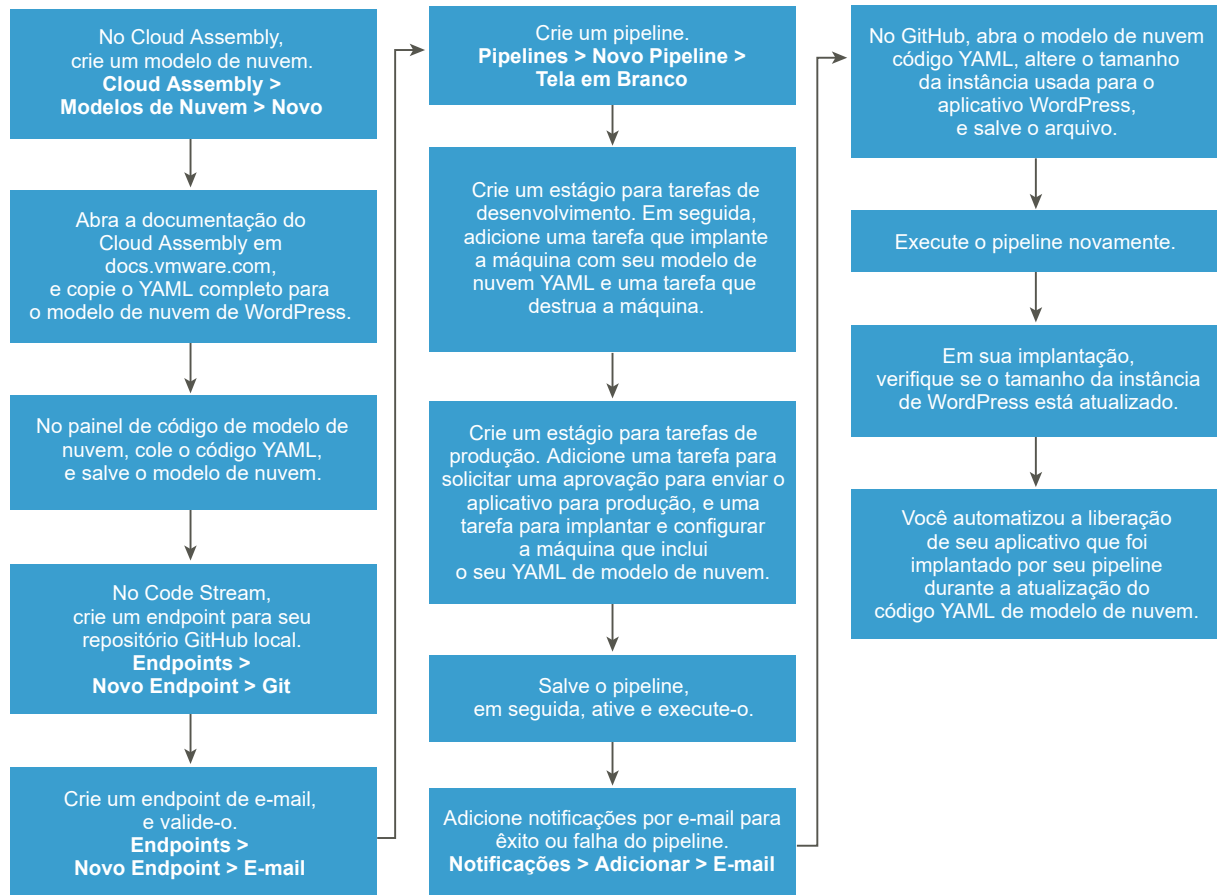 No Cloud Assembly,
crie um modelo de nuvem.
Cloud Assembly >
Modelos de Nuvem > Novo
Abra a documentação do
Cloud Assembly em
docs.vmware.com,
e copie o YAML completo para
o modelo de nuvem de WordPress.
No painel de código de modelo de
nuvem, cole o código YAML,
e salve o modelo de nuvem.
No Code Stream,
crie um endpoint para seu
repositório GitHub local.
Endpoints >
Novo Endpoint > Git
Crie um endpoint de e-mail,
e valide-o.
Endpoints >
Novo Endpoint > E-mail
Crie um pipeline.
Pipelines > Novo Pipeline >
Tela em Branco
Crie um estágio para tarefas de
desenvolvimento. Em seguida,
adicione uma tarefa que implante
a máquina com seu modelo de
nuvem YAML e uma tarefa que
destrua a máquina.
Crie um estágio para tarefas de
produção. Adicione uma tarefa para
solicitar uma aprovação para enviar o
aplicativo para produção, e uma
tarefa para implantar e configurar
a máquina que inclui
o seu YAML de modelo de nuvem.
Salve o pipeline,
em seguida, ative e execute-o.
Adicione notificações por e-mail para
êxito ou falha do pipeline.
Notificações > Adicionar > E-mail
No GitHub, abra o modelo de nuvem
código YAML, altere o tamanho
da instância usada para o
aplicativo WordPress,
e salve o arquivo.
Execute o pipeline novamente.
Em sua implantação,
verifique se o tamanho da instância
de WordPress está atualizado.
Você automatizou a liberação
de seu aplicativo que foi
implantado por seu pipeline
durante a atualização do
código YAML de modelo de nuvem.